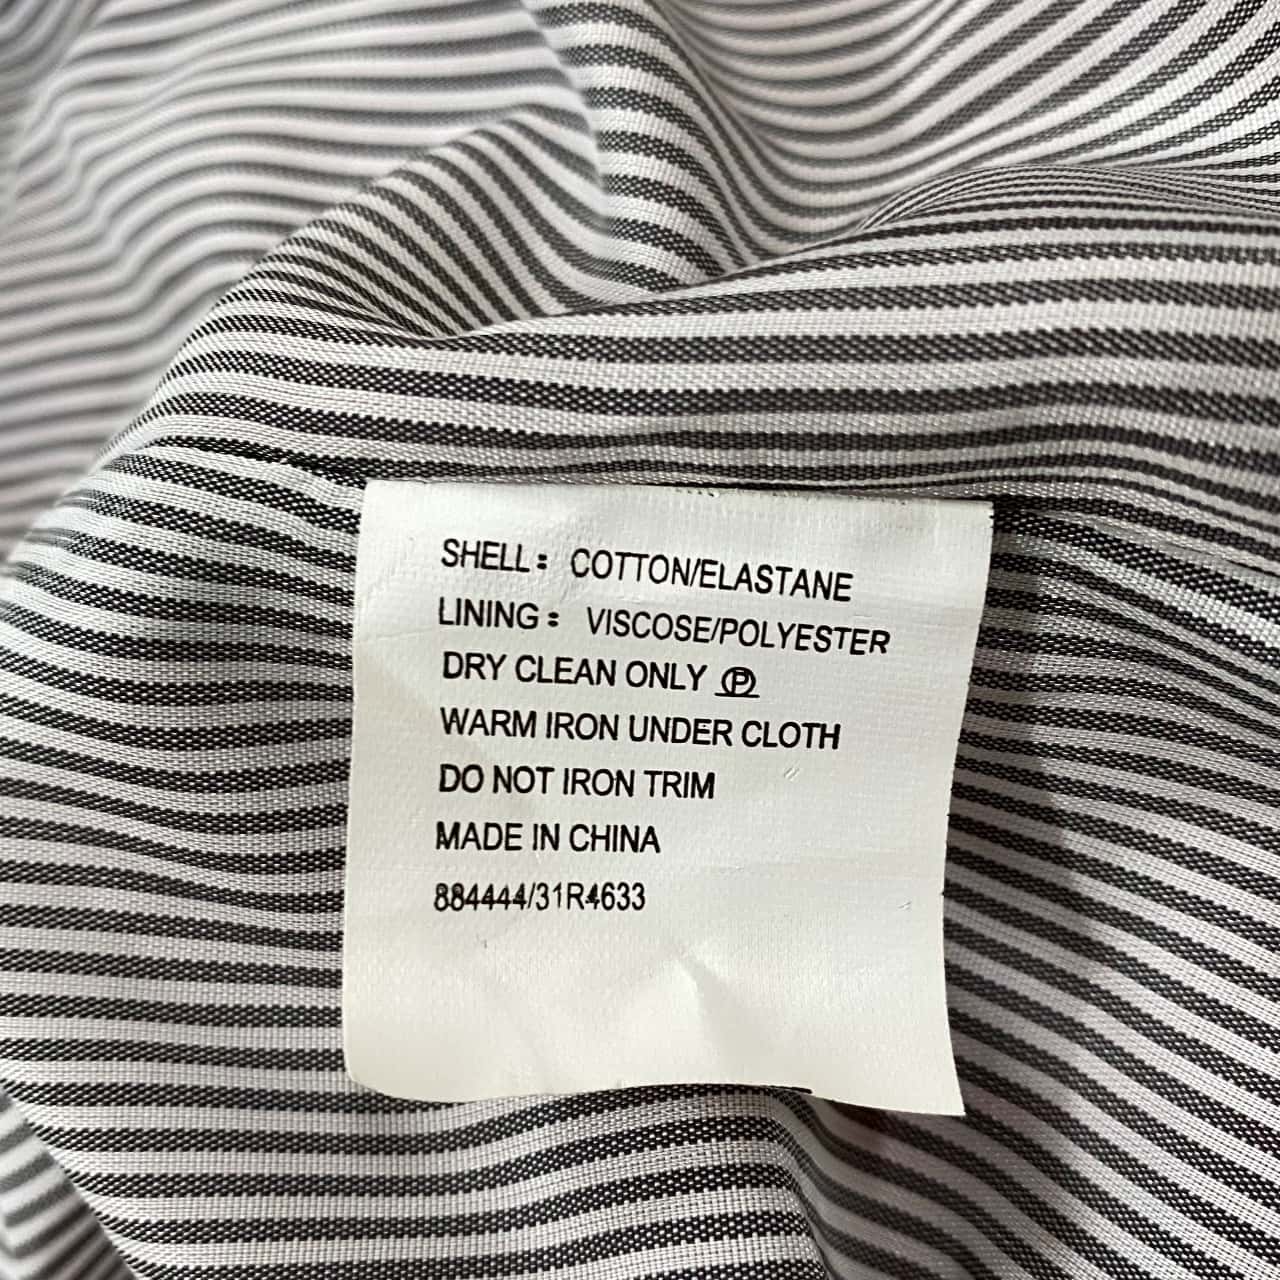 SHELL: COTTON/ELASTANE
LINING: VISCOSE/POLYESTER
DRY CLEAN ONLY Ⓟ
WARM IRON UNDER CLOTH
DO NOT IRON TRIM
MADE IN CHINA
884444/31R4633